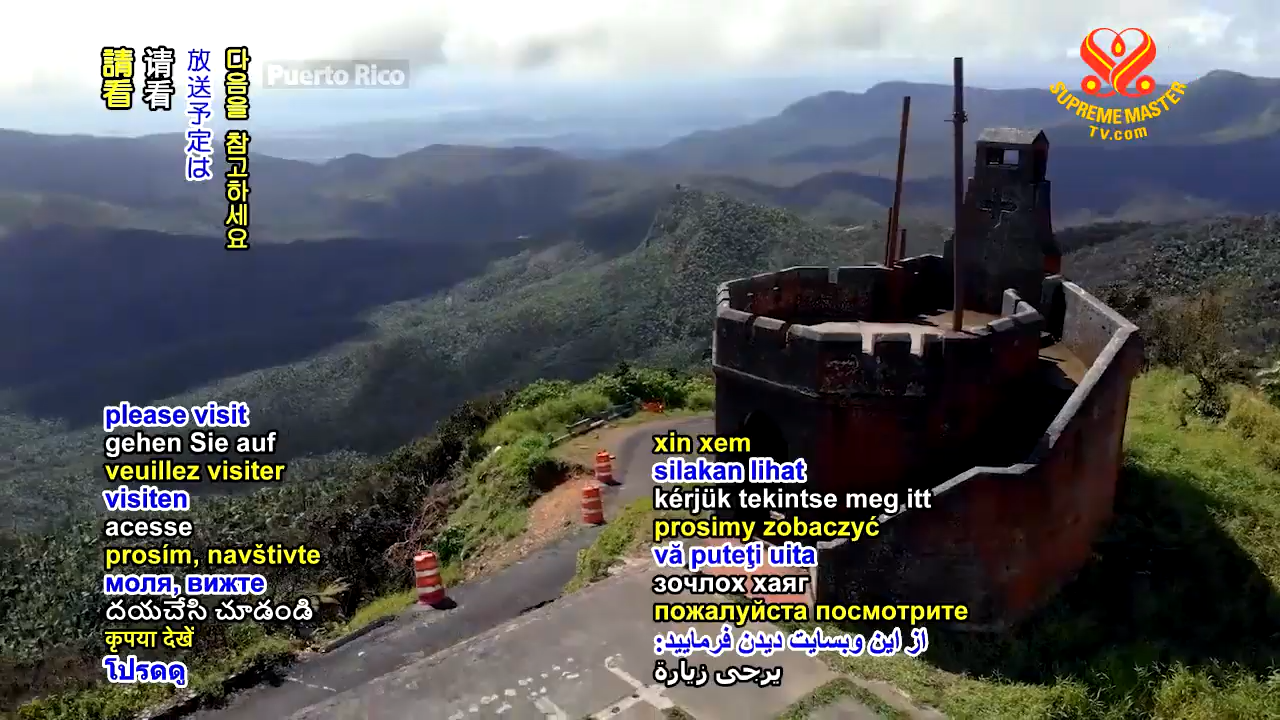 請看
请看
放送予定は
다음을 참고하세요
Puerto Rico
SUPREME MASTER
TV.com
please visit
gehen Sie auf
veuillez visiter
visiten
acesse
prosím, navštivte
моля, вижте
దయచేసి చూడండి
कृपया देखें
โปรดดู
xin xem
silakan lihat
kérjük tekintse meg itt
prosimy zobaczyć
vă puteţi uita
зочлох хаяг
пожалуйста посмотрите
از این وبسایت دیدن فرمایید:
يرجى زيارة